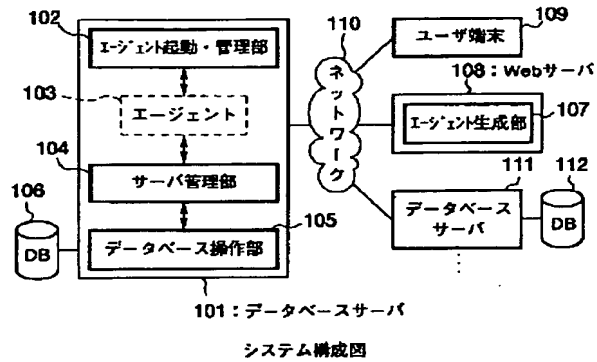 102
エージェント起動・管理部
103
エージェント
104
サーバ管理部
106
105
DB
データベース操作部
101：データベースサーバ
110
ネットワーク
109
ユーザ端末
108：Webサーバ
107
エージェント生成部
111
112
データベース
サーバ
DB
システム構成図